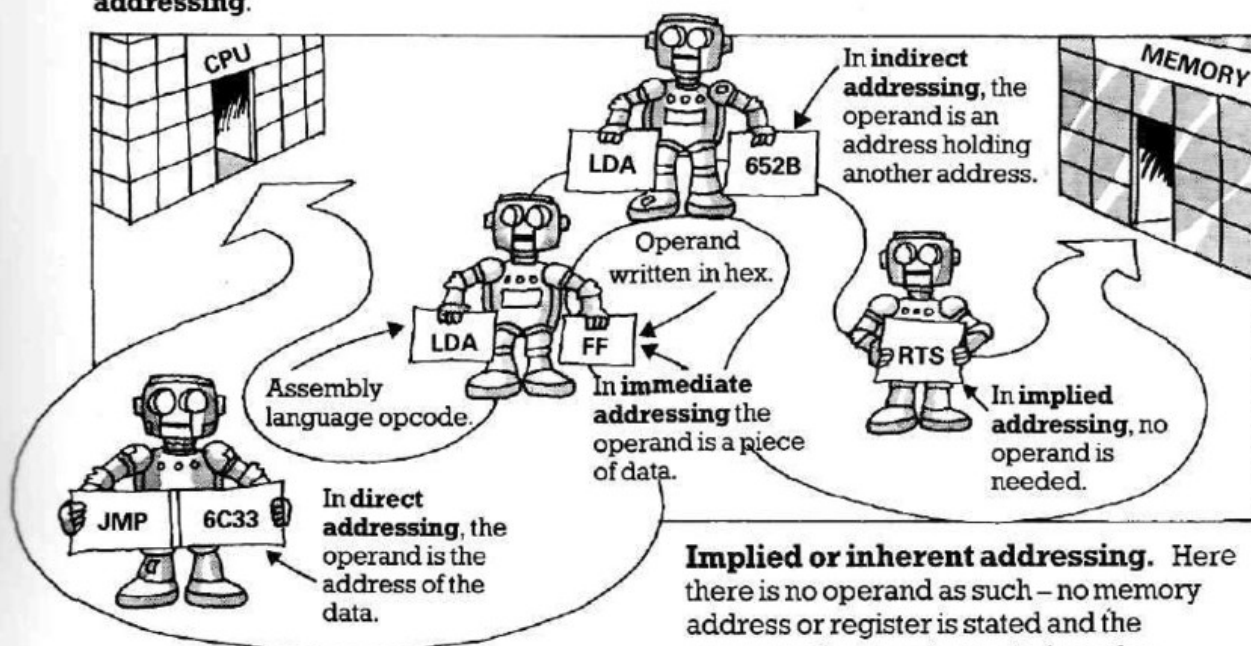 addressing.
CPU
MEMORY
LDA
652B
In indirect
addressing, the
operand is an
address holding
another address.
Operand
written in hex.
LDA
FF
Assembly
language opcode.
In immediate
addressing the
operand is a piece
of data.
RTS
In implied
addressing, no
operand is
needed.
JMP
6C33
In direct
addressing, the
operand is the
address of the
data.
Implied or inherent addressing. Here
there is no operand as such – no memory
address or register is stated and the